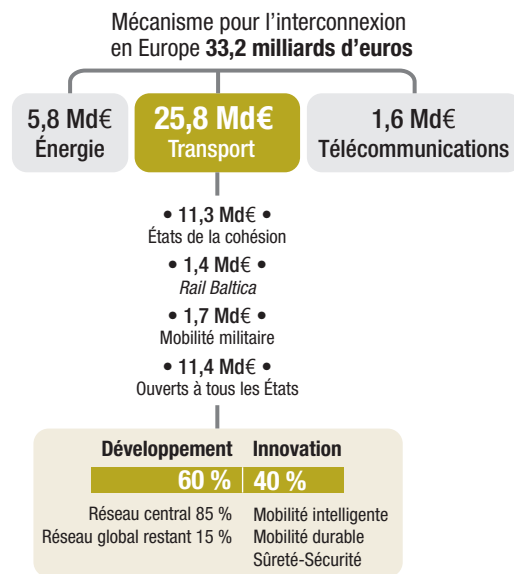 Mécanisme pour l’interconnexion
en Europe 33,2 milliards d’euros
5,8 Md€
Énergie
25,8 Md€
Transport
1,6 Md€
Télécommunications
• 11,3 Md€ •
États de la cohésion
• 1,4 Md€ •
Rail Baltica
• 1,7 Md€ •
Mobilité militaire
• 11,4 Md€ •
Ouverts à tous les États
Développement
60 %
Réseau central 85 %
Réseau global restant 15 %
Innovation
40 %
Mobilité intelligente
Mobilité durable
Sûreté-Sécurité